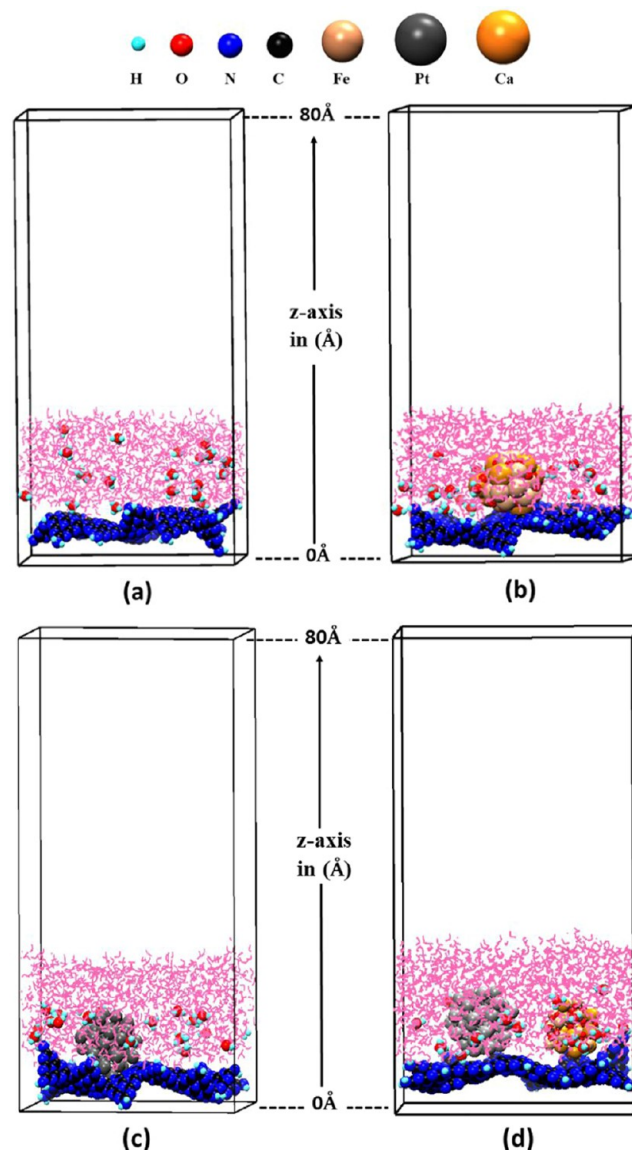 H O N C Fe Pt Ca
80Å
z-axis
in (Å)
0Å
(a) (b)
80Å
z-axis
in (Å)
0Å
(c) (d)